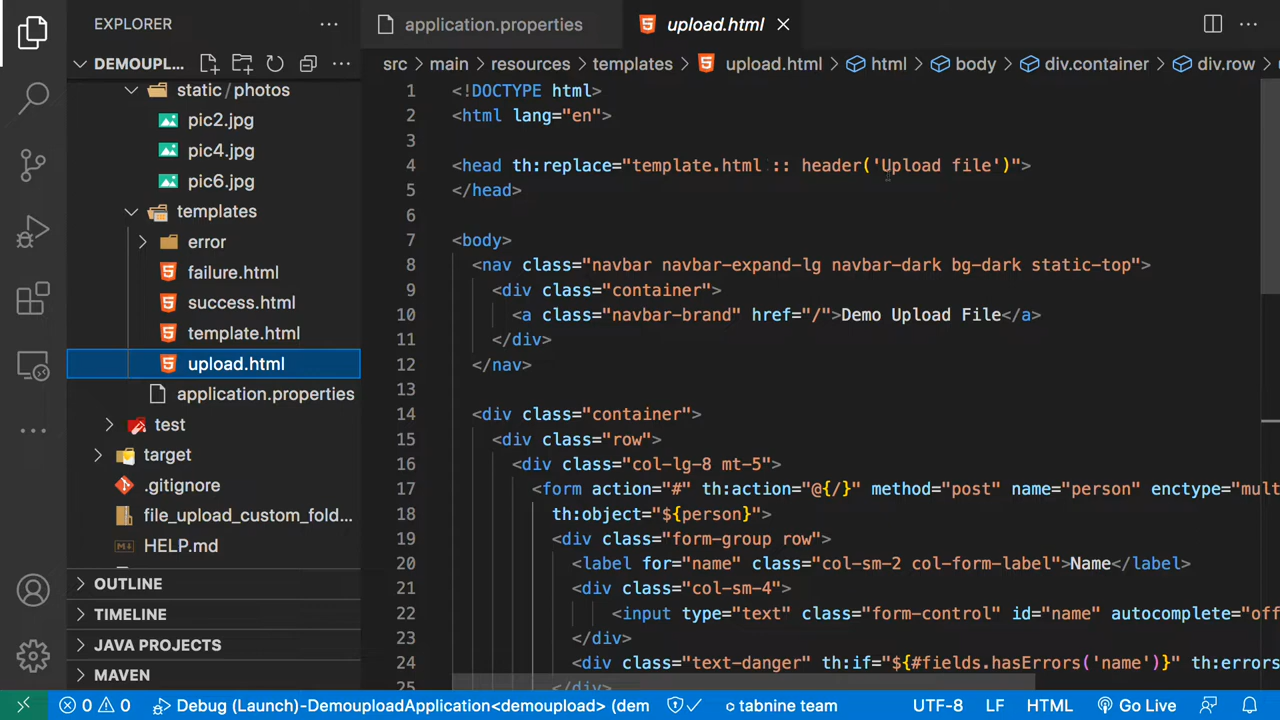 EXPLORER
DEMOUPL...
static/photos
pic2.jpg
pic4.jpg
pic6.jpg
templates
error
failure.html
success.html
template.html
upload.html
application.properties
test
target
.gitignore
file_upload_custom_fold...
HELP.md
OUTLINE
TIMELINE
JAVA PROJECTS
MAVEN
application.properties
upload.html
src > main > resources > templates > upload.html > html > body > div.container > div.row >
1 <!DOCTYPE html>
2 <html lang="en">
3
4 <head th:replace="template.html :: header('Upload file')">
5 </head>
6
7 <body>
8 <nav class="navbar navbar-expand-lg navbar-dark bg-dark static-top">
9 <div class="container">
10 <a class="navbar-brand" href="/">Demo Upload File</a>
11 </div>
12 </nav>
13
14 <div class="container">
15 <div class="row">
16 <div class="col-lg-8 mt-5">
17 <form action="#" th:action="@{/}" method="post" name="person" enctype="mult
18 th:object="${person}">
19 <div class="form-group row">
20 <label for="name" class="col-sm-2 col-form-label">Name</label>
21 <div class="col-sm-4">
22 <input type="text" class="form-control" id="name" autocomplete="off
23 </div>
24 <div class="text-danger" th:if="${#fields.hasErrors('name')}" th:errors
25 </div>
0 0 Debug (Launch)-DemouploadApplication<demoupload> (dem tabnine team UTF-8 LF HTML Go Live